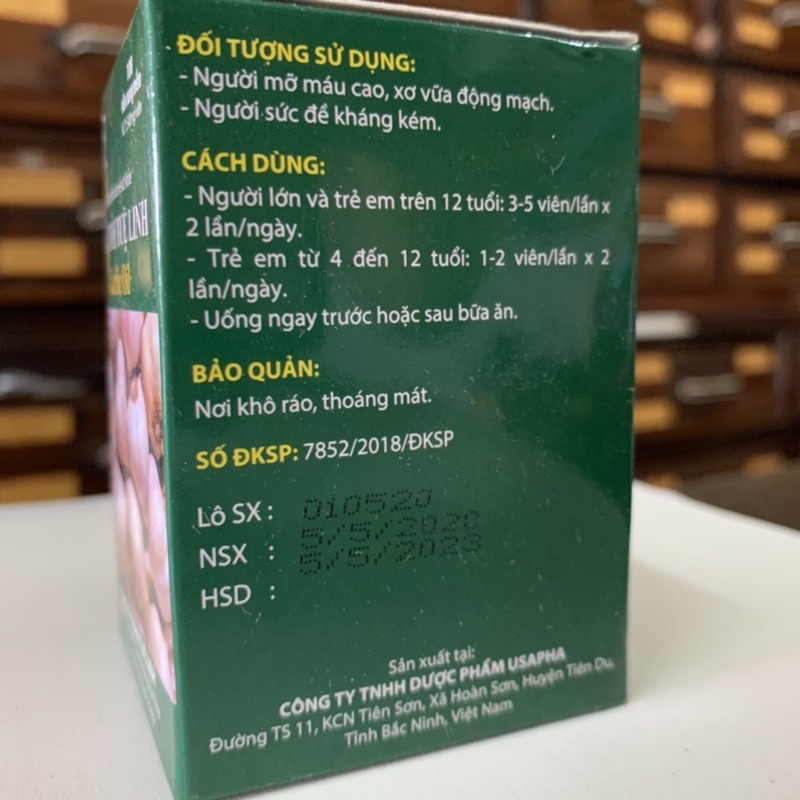 ĐỐI TƯỢNG SỬ DỤNG:
- Người mỡ máu cao, xơ vữa động mạch.
- Người sức đề kháng kém.
CÁCH DÙNG:
- Người lớn và trẻ em trên 12 tuổi: 3-5 viên/lần x
2 lần/ngày.
- Trẻ em từ 4 đến 12 tuổi: 1-2 viên/lần x 2
lần/ngày.
- Uống ngay trước hoặc sau bữa ăn.
BẢO QUẢN:
Nơi khô ráo, thoáng mát.
SỐ ĐKSP: 7852/2018/ĐKSP
Lô SX : 010520
NSX : 5/5/2020
HSD : 5/5/2023
Sản xuất tại:
CÔNG TY TNHH DƯỢC PHẨM USAPHA
Đường TS 11, KCN Tiên Sơn, Xã Hoàn Sơn, Huyện Tiên Du,
Tỉnh Bắc Ninh, Việt Nam
TUỆ LINH